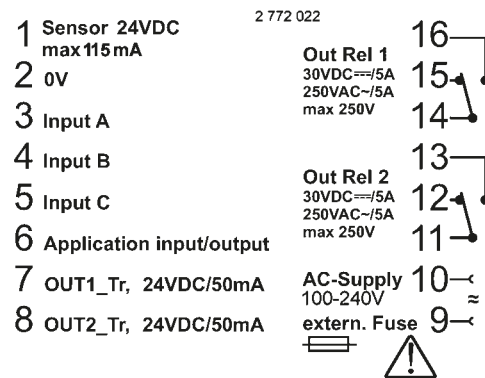 2 772 022
1 Sensor 24VDC
max 115 mA
2 0V
3 Input A
4 Input B
5 Input C
6 Application input/output
7 OUT1_Tr, 24VDC/50mA
8 OUT2_Tr, 24VDC/50mA
16
Out Rel 1
30VDC⎓/5A 15
250VAC~/5A
max 250V 14
13
Out Rel 2
30VDC⎓/5A 12
250VAC~/5A
max 250V 11
AC-Supply 10
100-240V ≈
extern. Fuse 9
!